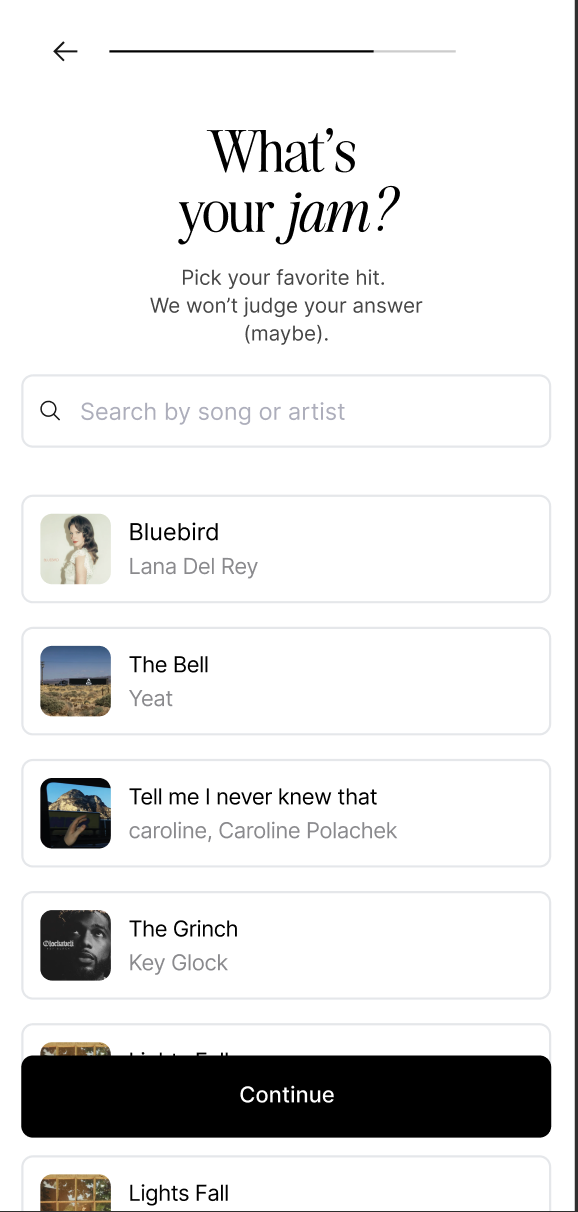 What’s
your jam?
Pick your favorite hit.
We won’t judge your answer
(maybe).
Search by song or artist
Bluebird
Lana Del Rey
The Bell
Yeat
Tell me I never knew that
caroline, Caroline Polachek
The Grinch
Key Glock
Lights Fall
Continue
Lights Fall